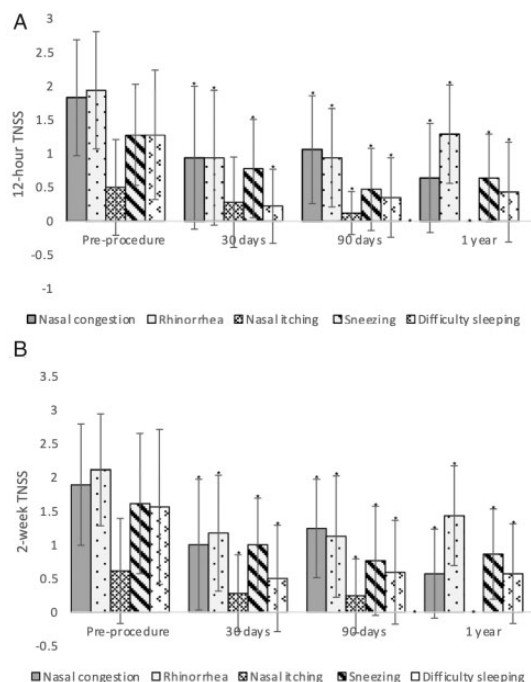 A
12-hour TNSS
3
2.5
2
1.5
1
0.5
0
-0.5
-1
Pre-procedure 30 days 90 days 1 year
Nasal congestion Rhinorrhea Nasal itching Sneezing Difficulty sleeping
B
2-week TNSS
3.5
3
2.5
2
1.5
1
0.5
0
-0.5
Pre-procedure 30 days 90 days 1 year
Nasal congestion Rhinorrhea Nasal itching Sneezing Difficulty sleeping